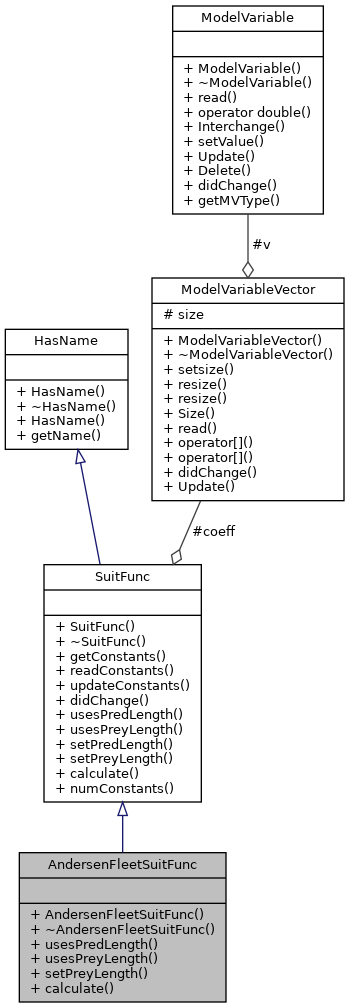 ModelVariable
+ ModelVariable()
+ ~ModelVariable()
+ read()
+ operator double()
+ Interchange()
+ setValue()
+ Update()
+ Delete()
+ didChange()
+ getMVType()
#v
ModelVariableVector
# size
+ ModelVariableVector()
+ ~ModelVariableVector()
+ setsize()
+ resize()
+ resize()
+ Size()
+ read()
+ operator[]()
+ operator[]()
+ didChange()
+ Update()
HasName
+ HasName()
+ ~HasName()
+ HasName()
+ getName()
#coeff
SuitFunc
+ SuitFunc()
+ ~SuitFunc()
+ getConstants()
+ readConstants()
+ updateConstants()
+ didChange()
+ usesPredLength()
+ usesPreyLength()
+ setPredLength()
+ setPreyLength()
+ calculate()
+ numConstants()
AndersenFleetSuitFunc
+ AndersenFleetSuitFunc()
+ ~AndersenFleetSuitFunc()
+ usesPredLength()
+ usesPreyLength()
+ setPreyLength()
+ calculate()